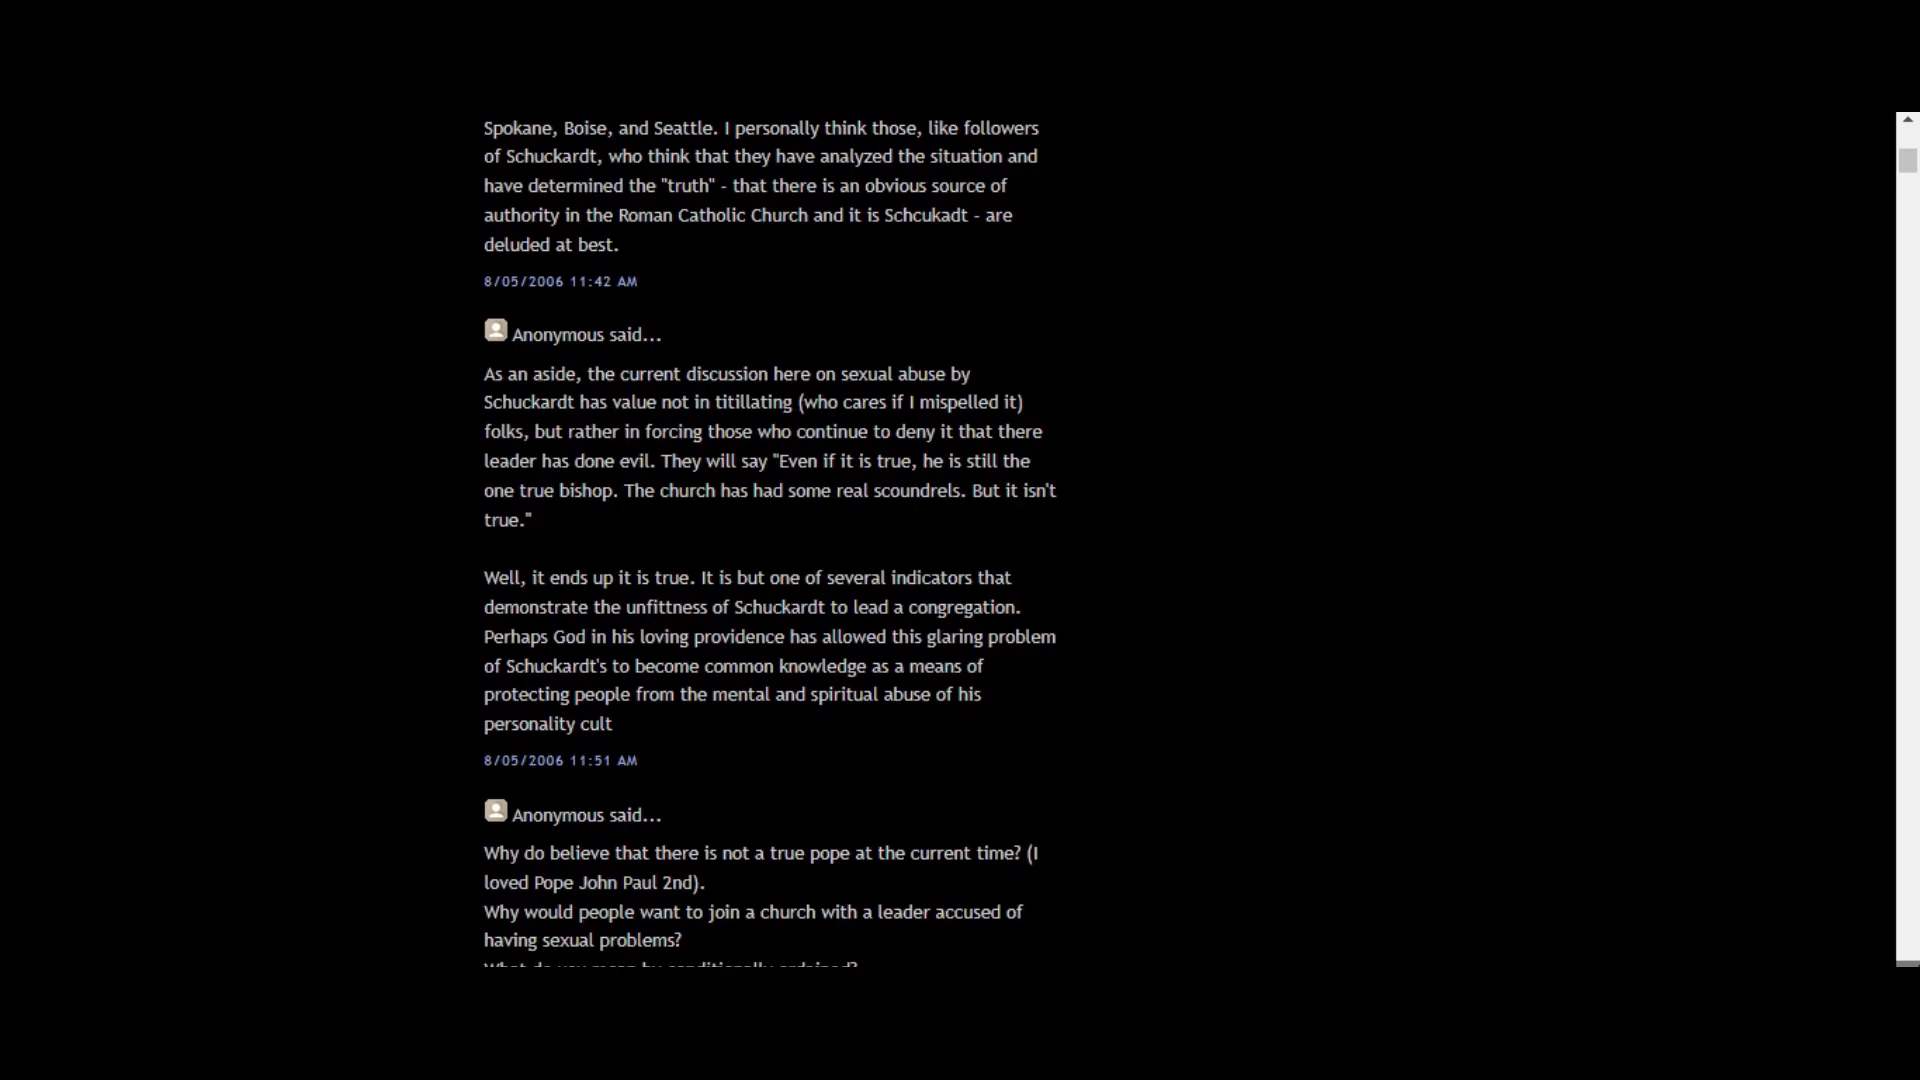 Spokane, Boise, and Seattle. I personally think those, like followers
of Schuckardt, who think that they have analyzed the situation and
have determined the "truth" - that there is an obvious source of
authority in the Roman Catholic Church and it is Schcukadt - are
deluded at best.
8/05/2006 11:42 AM
Anonymous said...
As an aside, the current discussion here on sexual abuse by
Schuckardt has value not in titillating (who cares if I mispelled it)
folks, but rather in forcing those who continue to deny it that there
leader has done evil. They will say "Even if it is true, he is still the
one true bishop. The church has had some real scoundrels. But it isn't
true."
Well, it ends up it is true. It is but one of several indicators that
demonstrate the unfittness of Schuckardt to lead a congregation.
Perhaps God in his loving providence has allowed this glaring problem
of Schuckardt's to become common knowledge as a means of
protecting people from the mental and spiritual abuse of his
personality cult
8/05/2006 11:51 AM
Anonymous said...
Why do believe that there is not a true pope at the current time? (I
loved Pope John Paul 2nd).
Why would people want to join a church with a leader accused of
having sexual problems?
What do you mean by conditionally ordained?